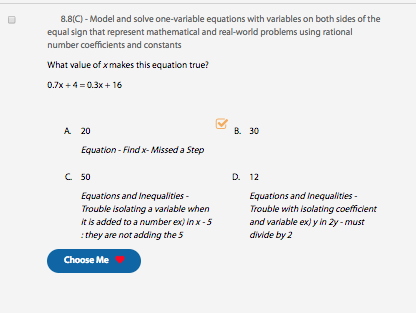 8.8(C) - Model and solve one-variable equations with variables on both sides of the
equal sign that represent mathematical and real-world problems using rational
number coefficients and constants
What value of x makes this equation true?
0.7x + 4 = 0.3x + 16
A. 20
B. 30
Equation - Find x- Missed a Step
C. 50
D. 12
Equations and Inequalities -
Trouble isolating a variable when
it is added to a number ex) in x - 5
: they are not adding the 5
Equations and Inequalities -
Trouble with isolating coefficient
and variable ex) y in 2y - must
divide by 2
Choose Me